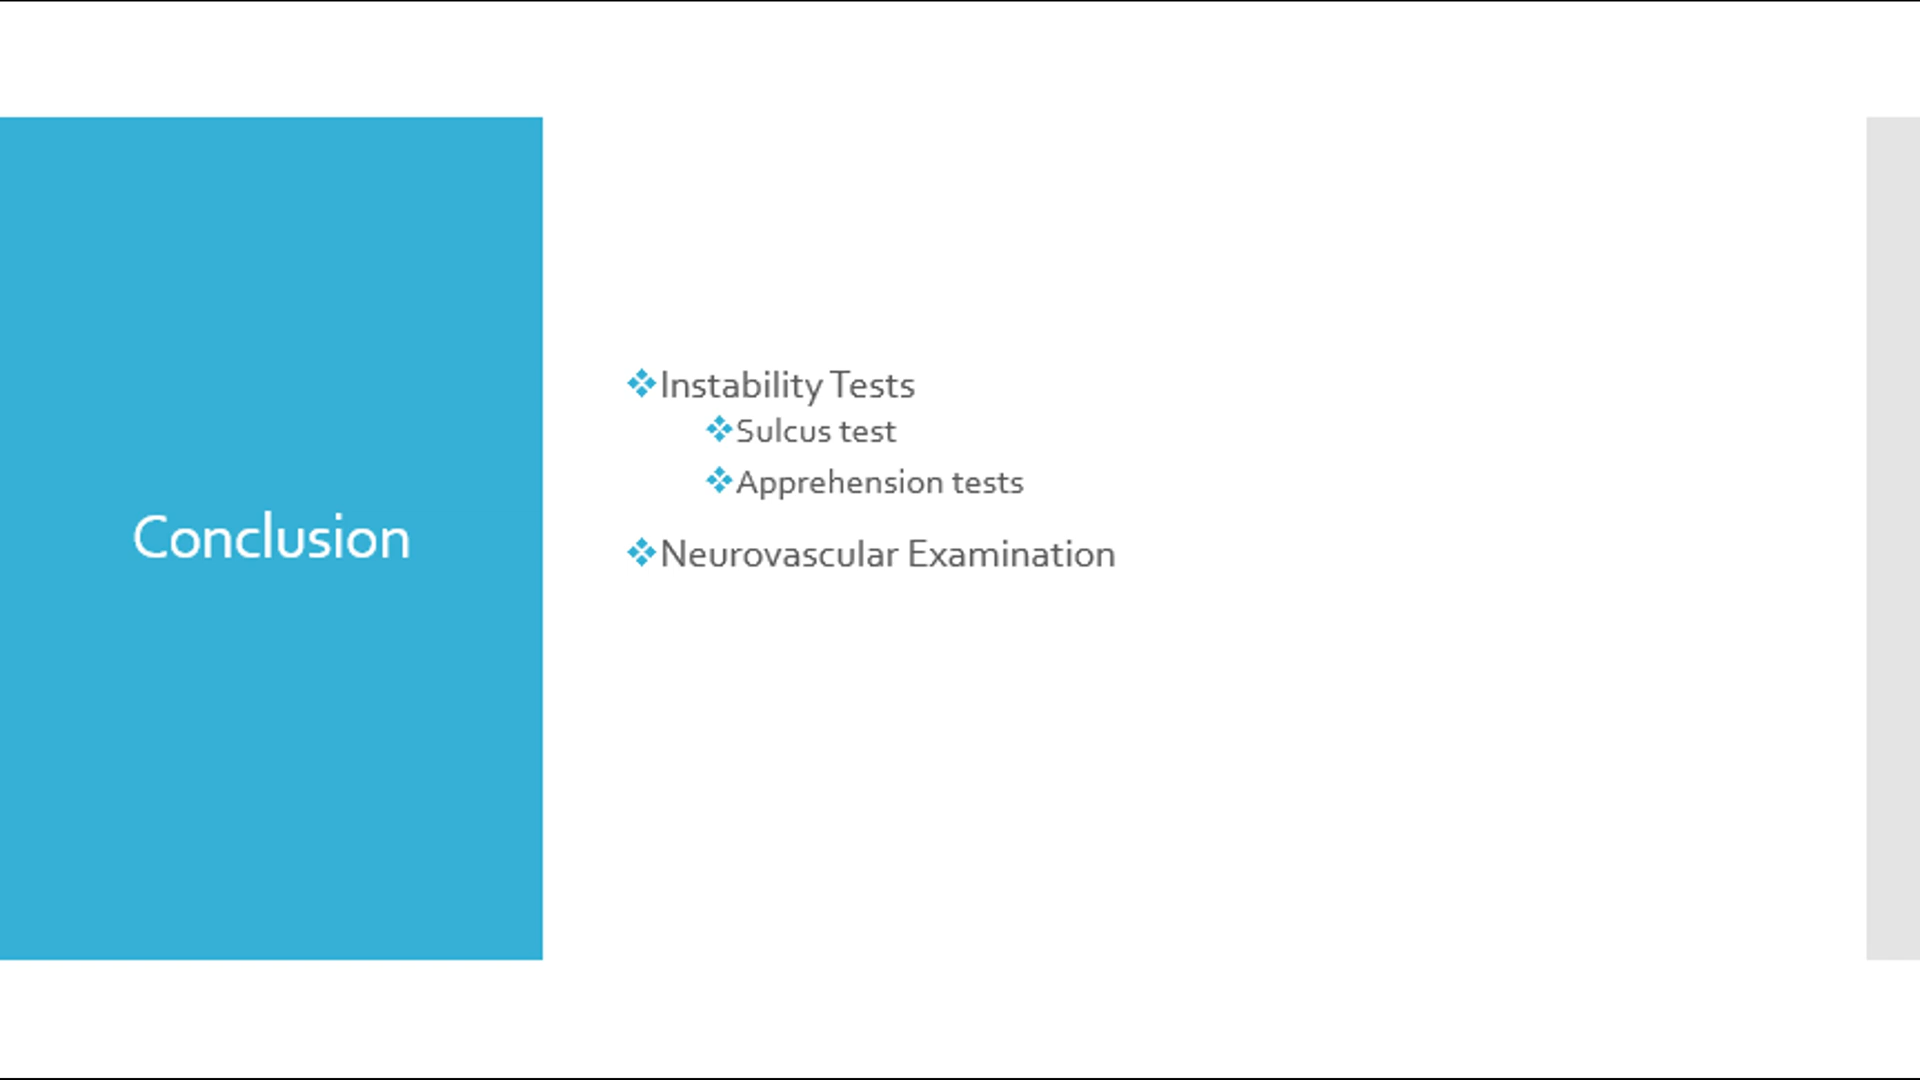 Conclusion
Instability Tests
Sulcus test
Apprehension tests
Neurovascular Examination